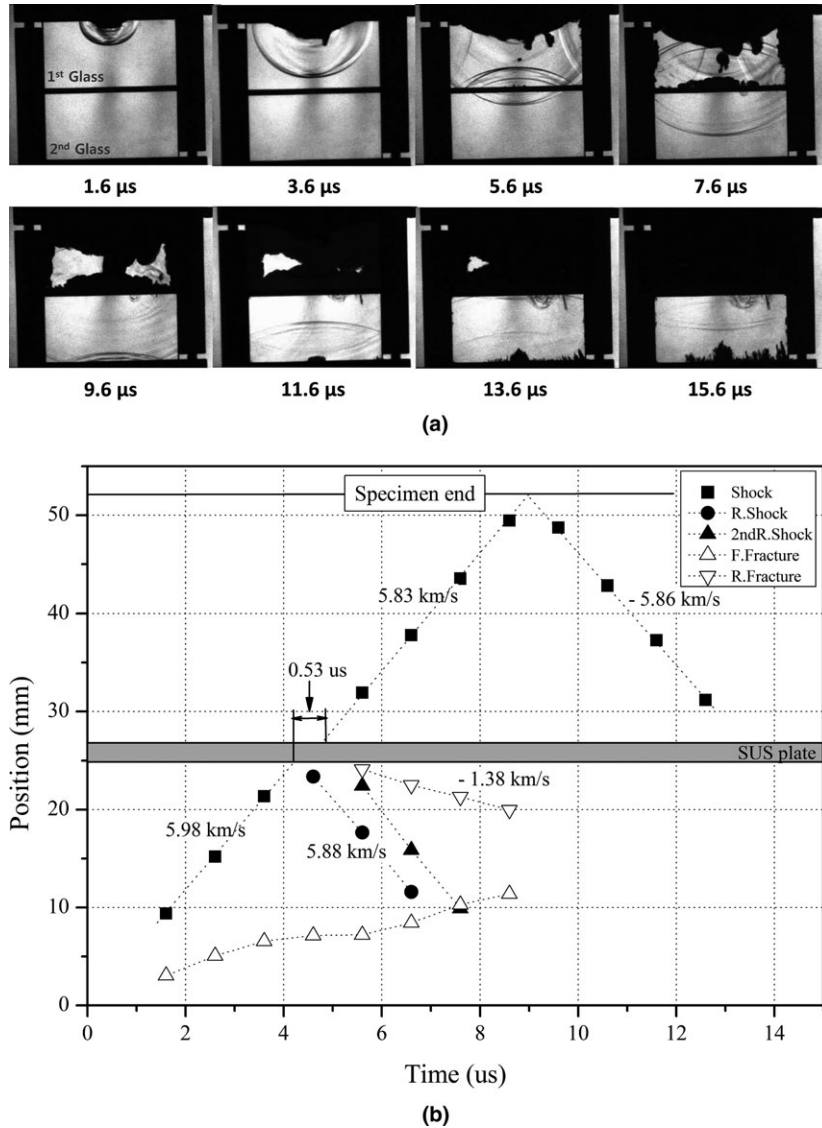 1st Glass
2nd Glass
1.6 µs
3.6 µs
5.6 µs
7.6 µs
9.6 µs
11.6 µs
13.6 µs
15.6 µs
(a)
Specimen end
Shock
R.Shock
2ndR.Shock
F.Fracture
R.Fracture
5.83 km/s
- 5.86 km/s
0.53 us
SUS plate
- 1.38 km/s
5.98 km/s
5.88 km/s
50
40
30
20
10
0
Position (mm)
0 2 4 6 8 10 12 14
Time (us)
(b)